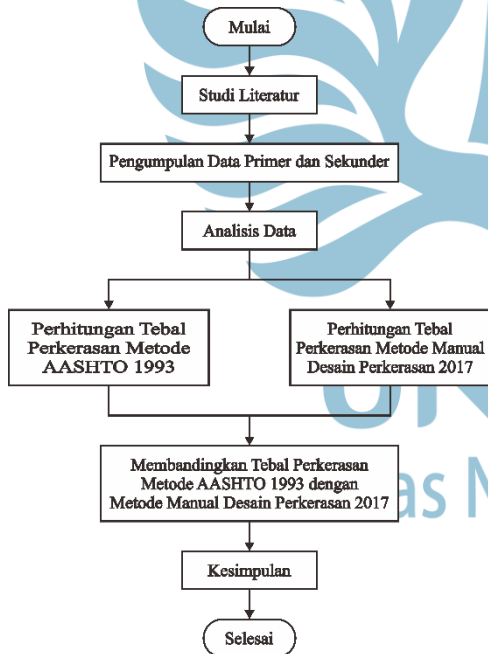 Mulai
Studi Literatur
Pengumpulan Data Primer dan Sekunder
Analisis Data
Perhitungan Tebal
Perkerasan Metode
AASHTO 1993
Perhitungan Tebal
Perkerasan Metode Manual
Desain Perkerasan 2017
Membandingkan Tebal Perkerasan
Metode AASHTO 1993 dengan
Metode Manual Desain Perkerasan 2017
as N
Kesimpulan
Selesai